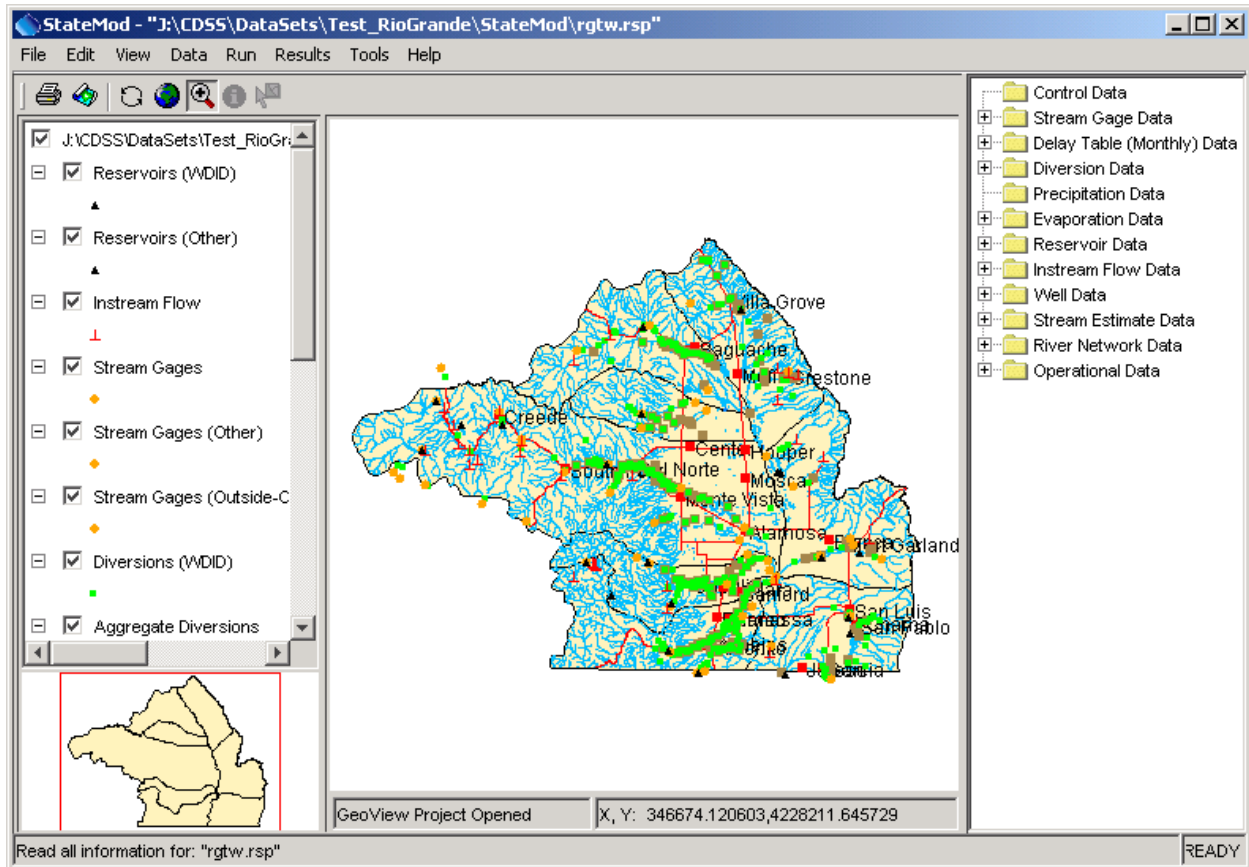 StateMod - "J:\CDSS\DataSets\Test_RioGrande\StateMod\rgtw.rsp"
File Edit View Data Run Results Tools Help
J:\CDSS\DataSets\Test_RioGr
Reservoirs (WDID)
Reservoirs (Other)
Instream Flow
Stream Gages
Stream Gages (Other)
Stream Gages (Outside-C
Diversions (WDID)
Aggregate Diversions
Villa Grove
Saguache
Crestone
Creede
Hooper
Norte
Mosca
Monte Vista
Alamosa
Garland
Sanford
San Luis
San Pablo
GeoView Project Opened
X, Y: 346674.120603,4228211.645729
Control Data
Stream Gage Data
Delay Table (Monthly) Data
Diversion Data
Precipitation Data
Evaporation Data
Reservoir Data
Instream Flow Data
Well Data
Stream Estimate Data
River Network Data
Operational Data
Read all information for: "rgtw.rsp"
READY